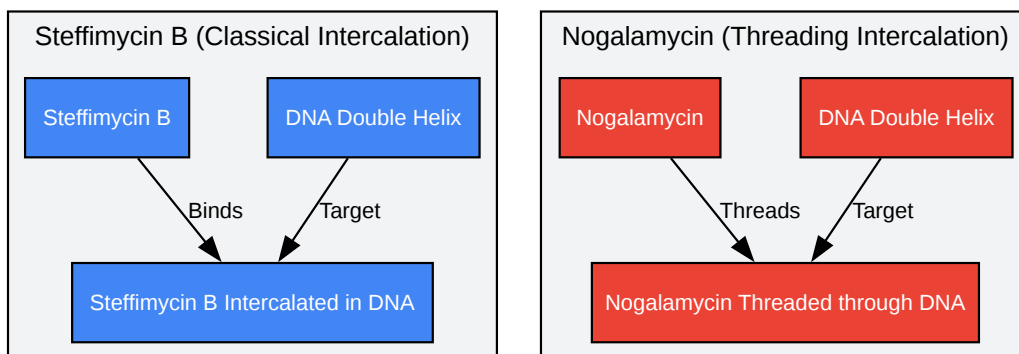 Steffimycin B (Classical Intercalation)
Steffimycin B
DNA Double Helix
Binds
Target
Steffimycin B Intercalated in DNA
Nogalamycin (Threading Intercalation)
Nogalamycin
DNA Double Helix
Threads
Target
Nogalamycin Threaded through DNA